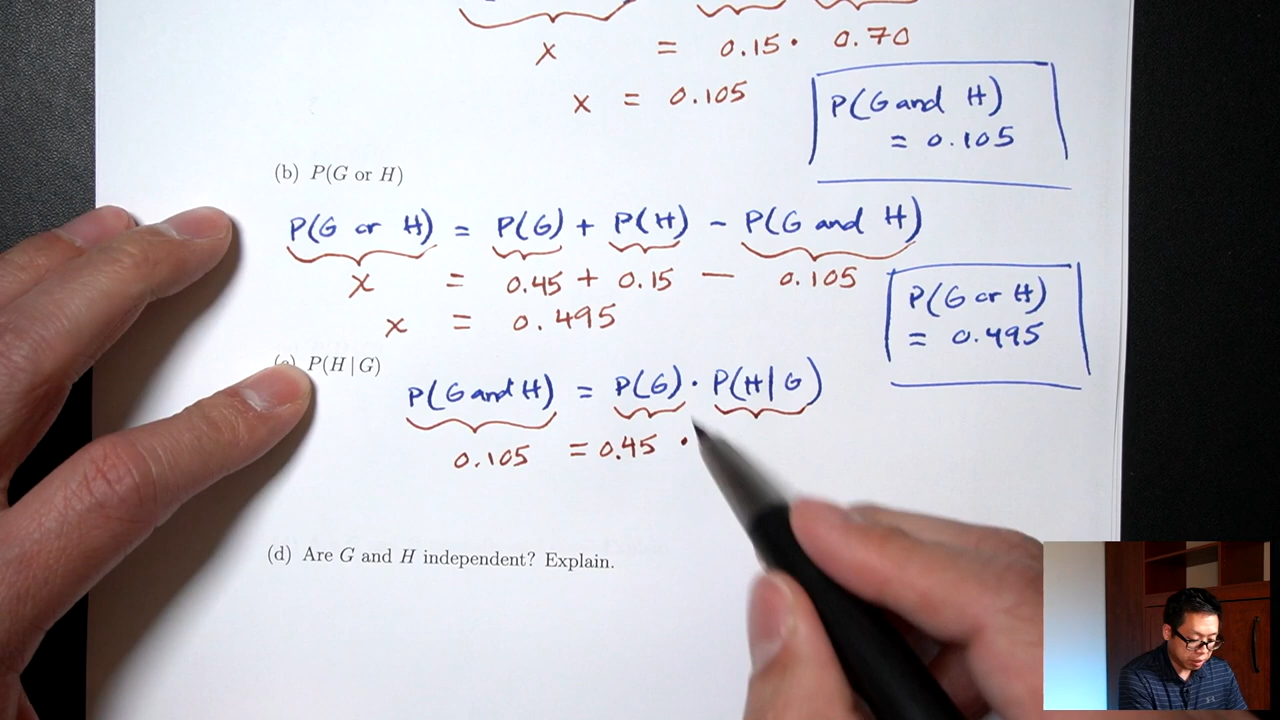 x = 0.15 · 0.70
x = 0.105
P(G and H)
= 0.105
(b) P(G or H)
P(G or H) = P(G) + P(H) − P(G and H)
x = 0.45 + 0.15 − 0.105
x = 0.495
P(G or H)
= 0.495
P(H | G)
P(G and H) = P(G) · P(H | G)
0.105 = 0.45 ·
(d) Are G and H independent? Explain.